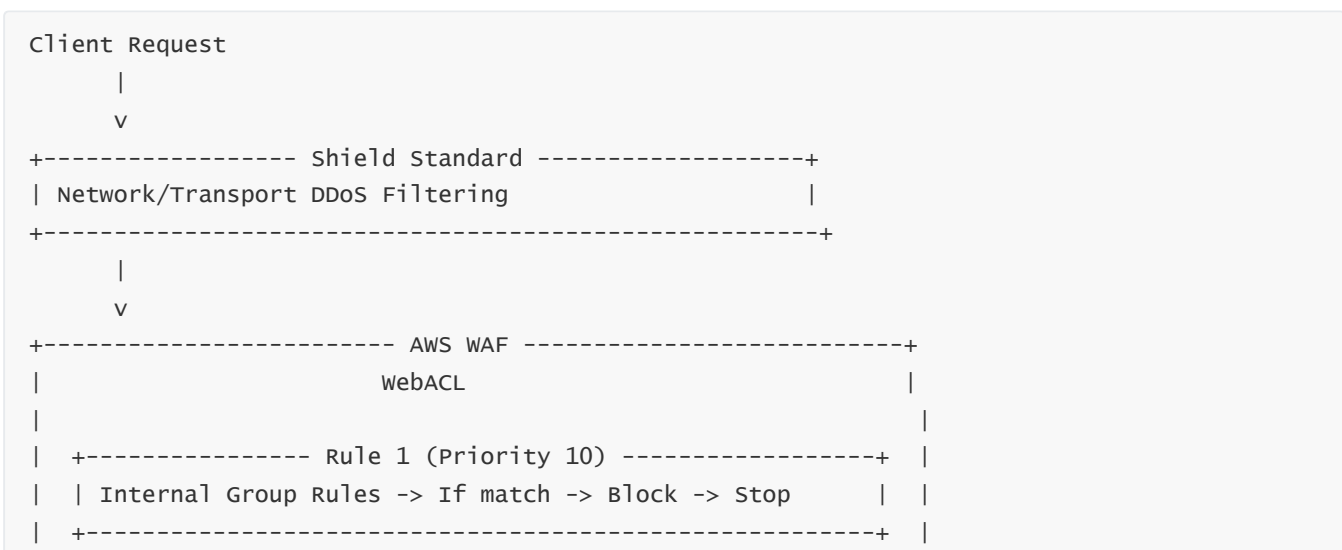 Client Request
      |
      v
+------------------ Shield Standard -------------------+
| Network/Transport DDoS Filtering                     |
+-------------------------------------------------------+
      |
      v
+------------------------- AWS WAF ---------------------------+
|                        WebACL                               |
|                                                              |
|  +---------------- Rule 1 (Priority 10) ------------------+  |
|  | Internal Group Rules -> If match -> Block -> Stop      |  |
|  +--------------------------------------------------------+  |